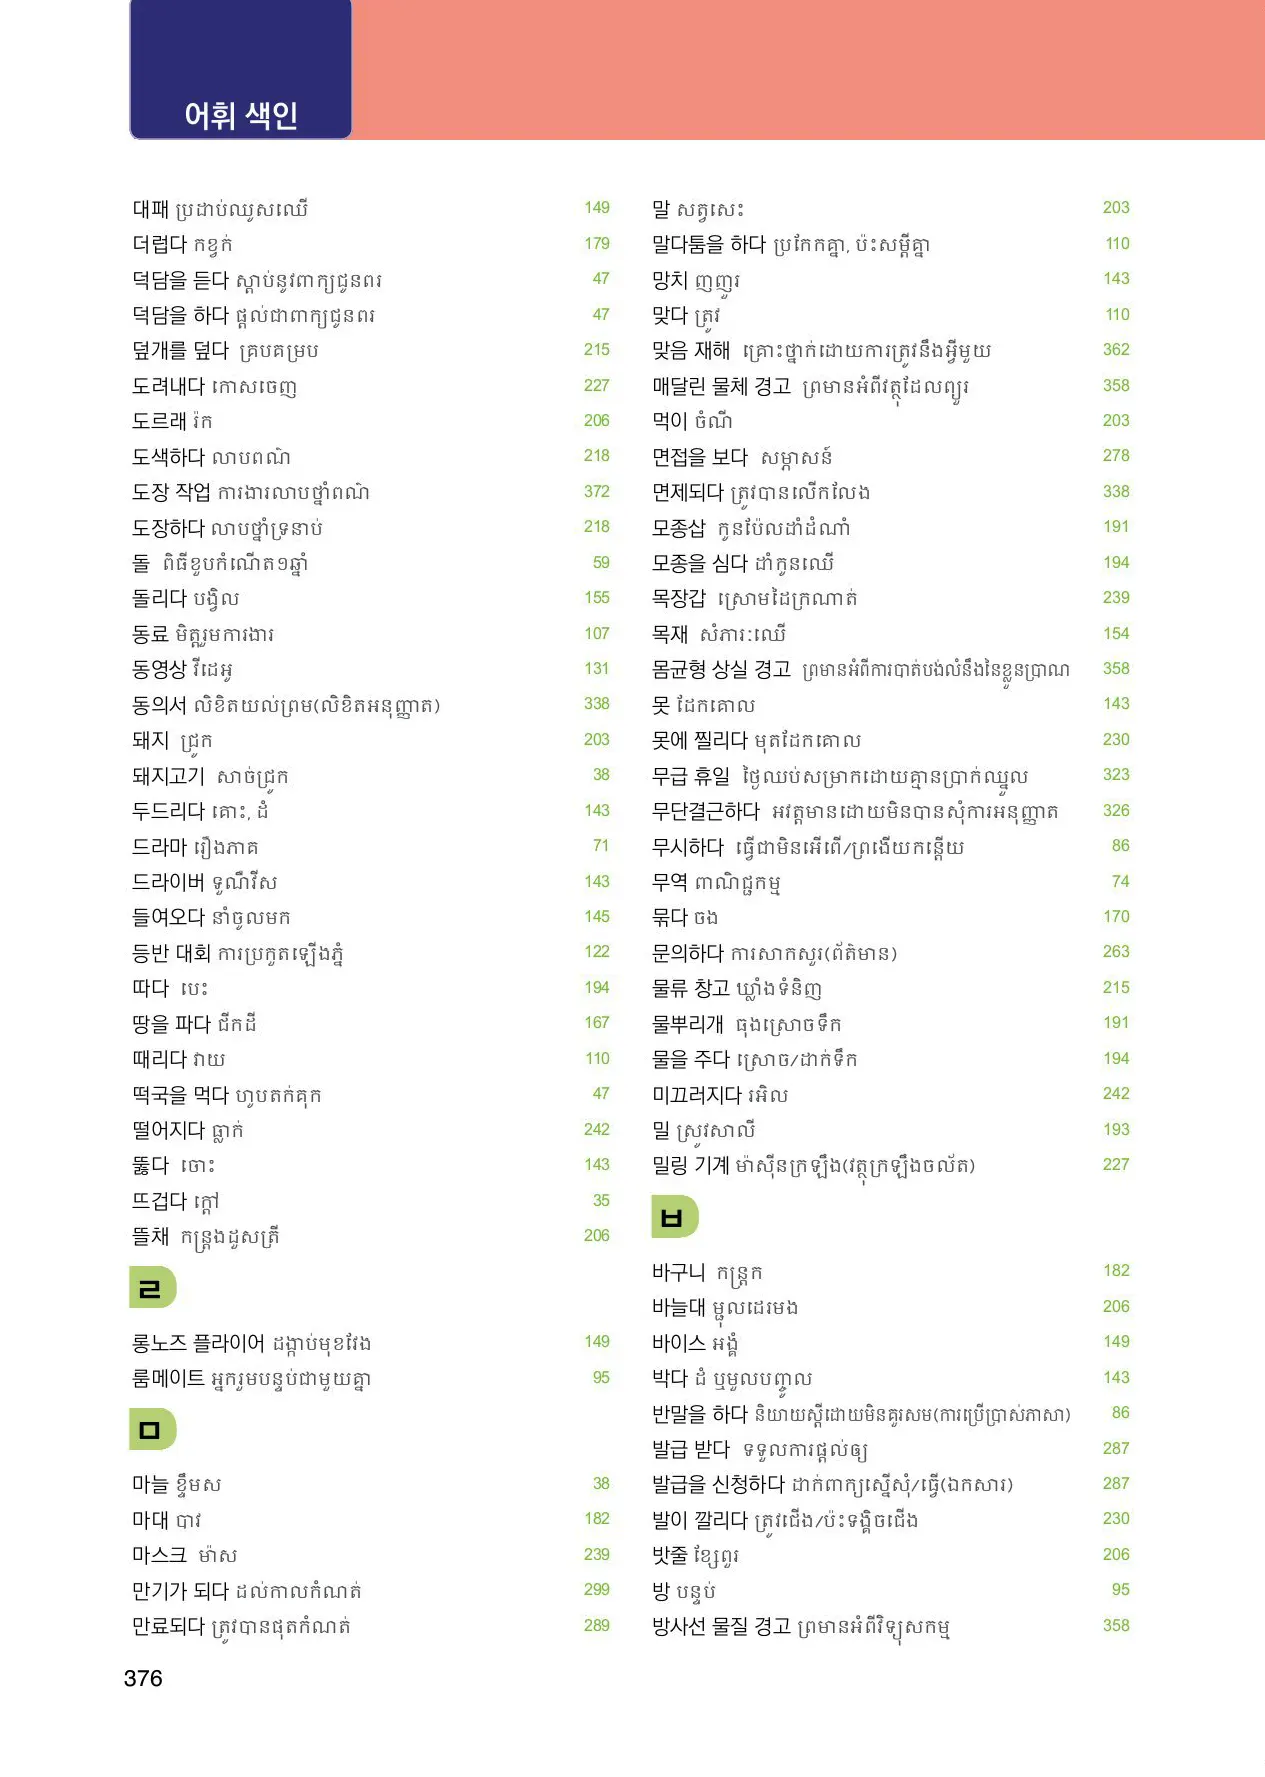 어휘 색인
대패 ប្រដាប់ឈូសឈើ 149
더럽다 កខ្វក់ 179
덕담을 듣다 ស្តាប់នូវពាក្យជូនពរ 47
덕담을 하다 ផ្តល់ជាពាក្យជូនពរ 47
덮개를 덮다 គ្របគម្រប 215
도려내다 កោសចេញ 227
도르래 រ៉ក 206
도색하다 លាបពណ៌ 218
도장 작업 ការងារលាបថ្នាំពណ៌ 372
도장하다 លាបថ្នាំទ្រនាប់ 218
돌 ពិធីខួបកំណើត១ឆ្នាំ 59
돌리다 បង្វិល 155
동료 មិត្តរួមការងារ 107
동영상 វីដេអូ 131
동의서 លិខិតយល់ព្រម(លិខិតអនុញ្ញាត) 338
돼지 ជ្រូក 203
돼지고기 សាច់ជ្រូក 38
두드리다 គោះ, ដំ 143
드라마 រឿងភាគ 71
드라이버 ទួណឺវីស 143
들여오다 នាំចូលមក 145
등반 대회 ការប្រកួតឡើងភ្នំ 122
따다 បេះ 194
땅을 파다 ជីកដី 167
때리다 វាយ 110
떡국을 먹다 ហូបតក់គុក 47
떨어지다 ធ្លាក់ 242
뚫다 ចោះ 143
뜨겁다 ក្តៅ 35
뜰채 កន្ត្រងដួសត្រី 206
ㄹ
롱노즈 플라이어 ដង្កាប់មុខវែង 149
룸메이트 អ្នករួមបន្ទប់ជាមួយគ្នា 95
ㅁ
마늘 ខ្ទឹមស 38
마대 បាវ 182
마스크 ម៉ាស 239
만기가 되다 ដល់កាលកំណត់ 299
만료되다 ត្រូវបានផុតកំណត់ 289
말 សត្វសេះ 203
말다툼을 하다 ប្រកែកគ្នា, ប៉ះសម្តីគ្នា 110
망치 ញញួរ 143
맞다 ត្រូវ 110
맞음 재해 គ្រោះថ្នាក់ដោយការត្រូវនឹងអ្វីមួយ 362
매달린 물체 경고 ព្រមានអំពីវត្ថុដែលព្យួរ 358
먹이 ចំណី 203
면접을 보다 សម្ភាសន៍ 278
면제되다 ត្រូវបានលើកលែង 338
모종삽 កូនប៉ែលដាំដំណាំ 191
모종을 심다 ដាំកូនឈើ 194
목장갑 ស្រោមដៃក្រណាត់ 239
목재 សំភារៈឈើ 154
몸균형 상실 경고 ព្រមានអំពីការបាត់បង់លំនឹងនៃខ្លួនប្រាណ 358
못 ដែកគោល 143
못에 찔리다 មុតដែកគោល 230
무급 휴일 ថ្ងៃឈប់សម្រាកដោយគ្មានប្រាក់ឈ្នួល 323
무단결근하다 អវត្តមានដោយមិនបានសុំការអនុញ្ញាត 326
무시하다 ធ្វើជាមិនអើពើ/ព្រងើយកន្តើយ 86
무역 ពាណិជ្ជកម្ម 74
묶다 ចង 170
문의하다 ការសាកសួរ(ព័ត៌មាន) 263
물류 창고 ឃ្លាំងទំនិញ 215
물뿌리개 ធុងស្រោចទឹក 191
물을 주다 ស្រោច/ដាក់ទឹក 194
미끄러지다 រអិល 242
밀 ស្រូវសាលី 193
밀링 기계 ម៉ាស៊ីនក្រឡឹង(វត្ថុក្រឡឹងចល័ត) 227
ㅂ
바구니 កន្ត្រក 182
바늘대 ម្ជុលដេរមង 206
바이스 អង្គំ 149
박다 ដំ ឬមួលបញ្ចូល 143
반말을 하다 និយាយស្តីដោយមិនគួរសម(ការប្រើប្រាស់ភាសា) 86
발급 받다 ទទួលការផ្តល់ឲ្យ 287
발급을 신청하다 ដាក់ពាក្យស្នើសុំ/ធ្វើ(ឯកសារ) 287
발이 깔리다 ត្រូវជើង/ប៉ះទង្គិចជើង 230
밧줄 ខ្សែពួរ 206
방 បន្ទប់ 95
방사선 물질 경고 ព្រមានអំពីវិទ្យុសកម្ម 358
376